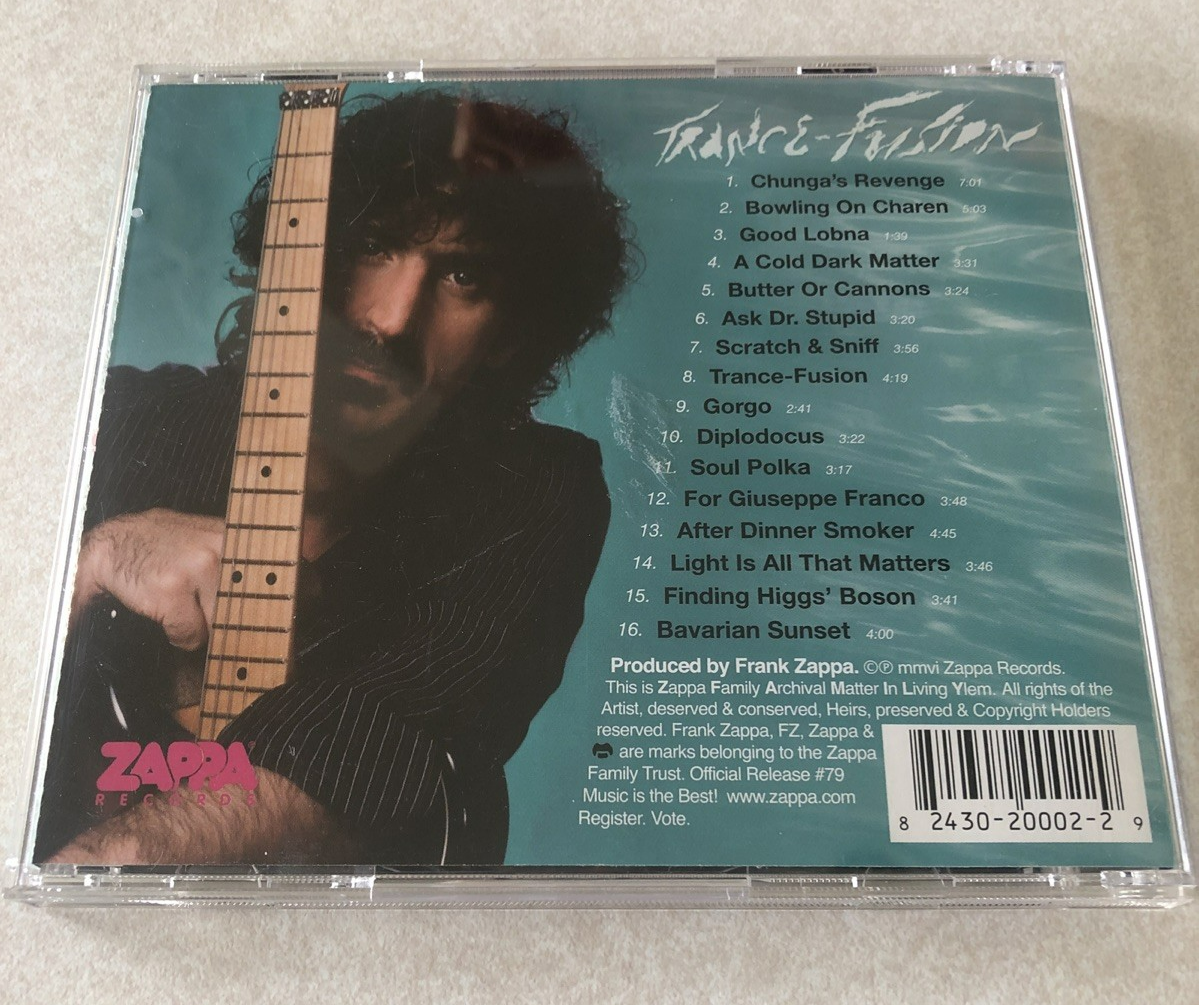 TRANCE-FUSION
1. Chunga's Revenge 7:01
2. Bowling On Charen 5:03
3. Good Lobna 1:39
4. A Cold Dark Matter 3:31
5. Butter Or Cannons 3:24
6. Ask Dr. Stupid 3:20
7. Scratch & Sniff 3:56
8. Trance-Fusion 4:19
9. Gorgo 2:41
10. Diplodocus 3:22
11. Soul Polka 3:17
12. For Giuseppe Franco 3:48
13. After Dinner Smoker 4:45
14. Light Is All That Matters 3:46
15. Finding Higgs' Boson 3:41
16. Bavarian Sunset 4:00
Produced by Frank Zappa. ©℗ mmvi Zappa Records.
This is Zappa Family Archival Matter In Living Ylem. All rights of the
Artist, deserved & conserved, Heirs, preserved & Copyright Holders
reserved. Frank Zappa, FZ, Zappa &
are marks belonging to the Zappa
Family Trust. Official Release #79
Music is the Best! www.zappa.com
Register. Vote.
ZAPPA
RECORDS
8 2430-20002-2 9